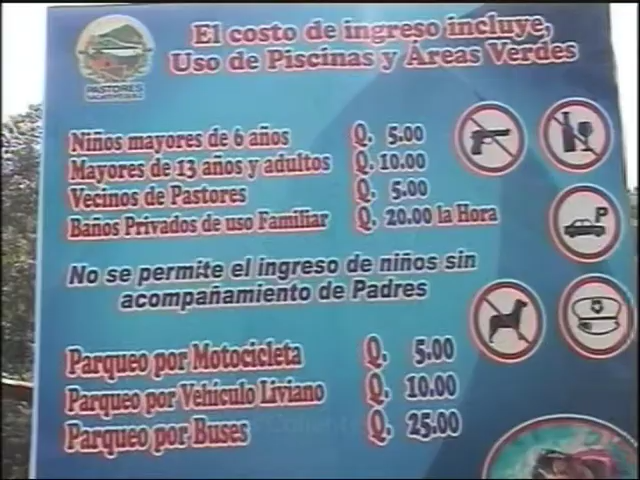 El costo de ingreso incluye,
Uso de Piscinas y Áreas Verdes
PASTORES
Niños mayores de 6 años Q. 5.00
Mayores de 13 años y adultos Q. 10.00
Vecinos de Pastores Q. 5.00
Baños Privados de uso Familiar Q. 20.00 la Hora
P
No se permite el ingreso de niños sin
acompañamiento de Padres
Parqueo por Motocicleta Q. 5.00
Parqueo por Vehículo Liviano Q. 10.00
Parqueo por Buses Q. 25.00